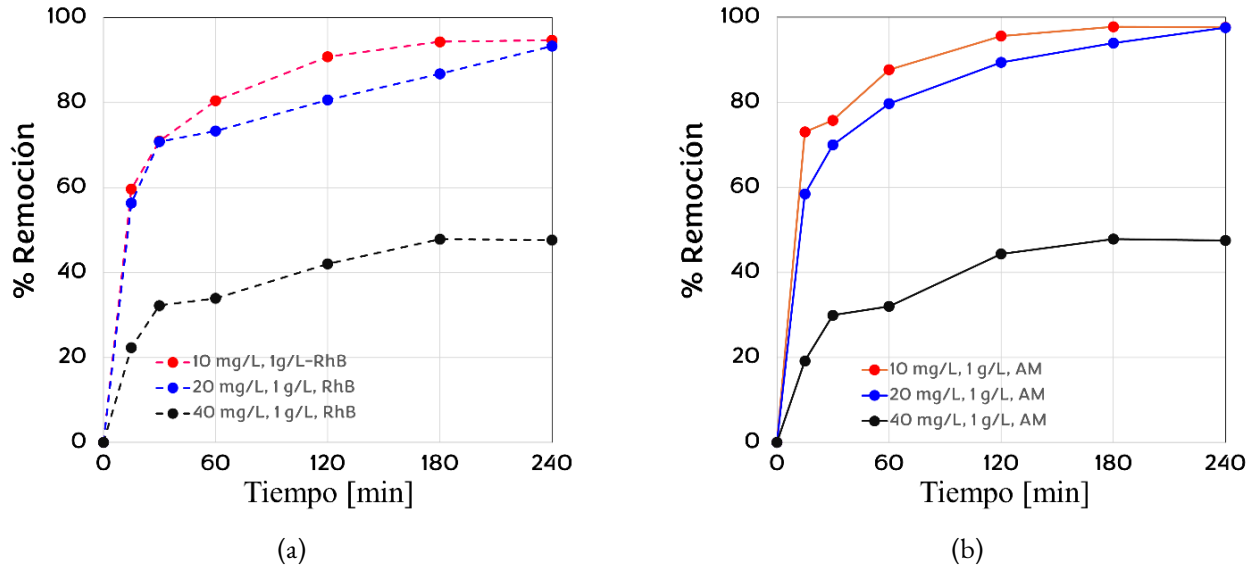 100
80
60
40
20
0
% Remoción
10 mg/L, 1g/L-RhB
20 mg/L, 1 g/L, RhB
40 mg/L, 1 g/L, RhB
0 60 120 180 240
Tiempo [min]
(a)
100
80
60
40
20
0
% Remoción
10 mg/L, 1 g/L, AM
20 mg/L, 1 g/L, AM
40 mg/L, 1 g/L, AM
0 60 120 180 240
Tiempo [min]
(b)